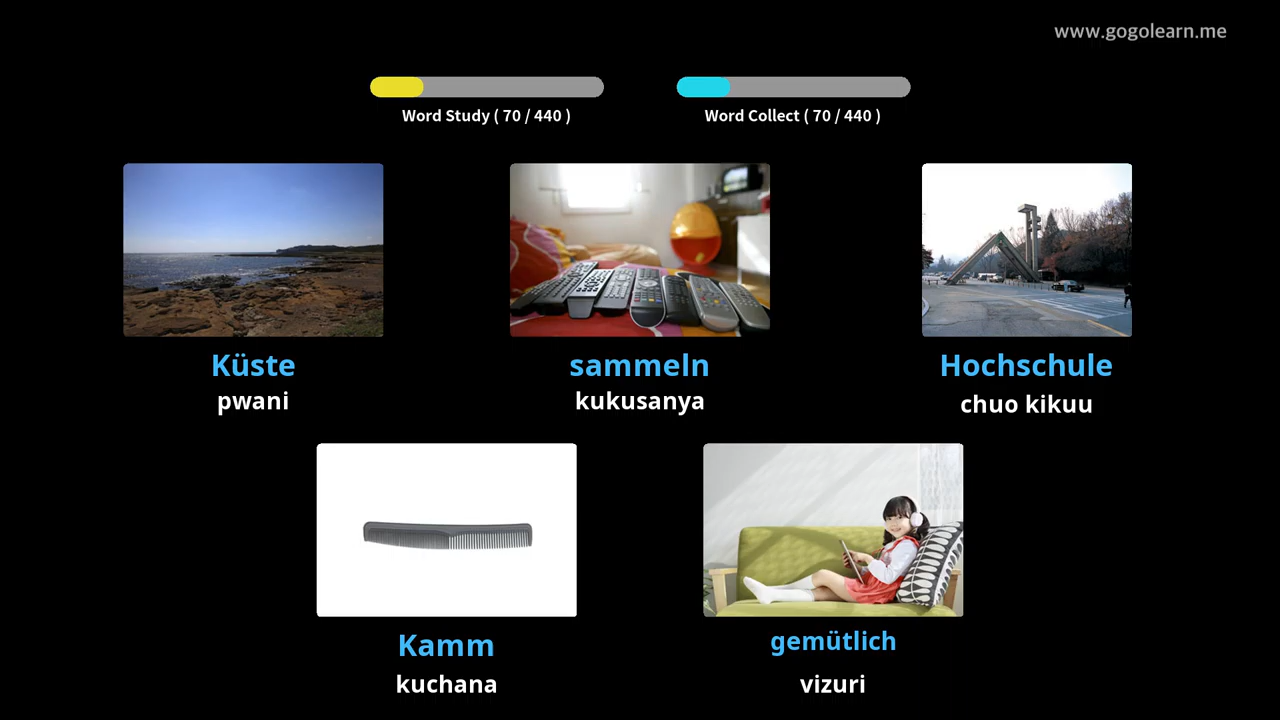 www.gogolearn.me
Word Study ( 70 / 440 )
Word Collect ( 70 / 440 )
Küste
pwani
sammeln
kukusanya
Hochschule
chuo kikuu
Kamm
kuchana
gemütlich
vizuri